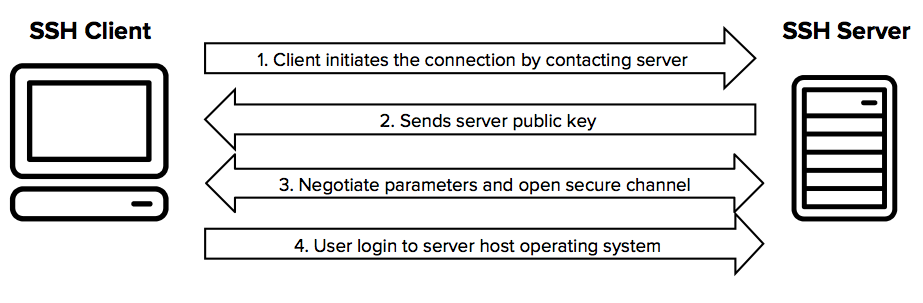 SSH Client
SSH Server
1. Client initiates the connection by contacting server
2. Sends server public key
3. Negotiate parameters and open secure channel
4. User login to server host operating system